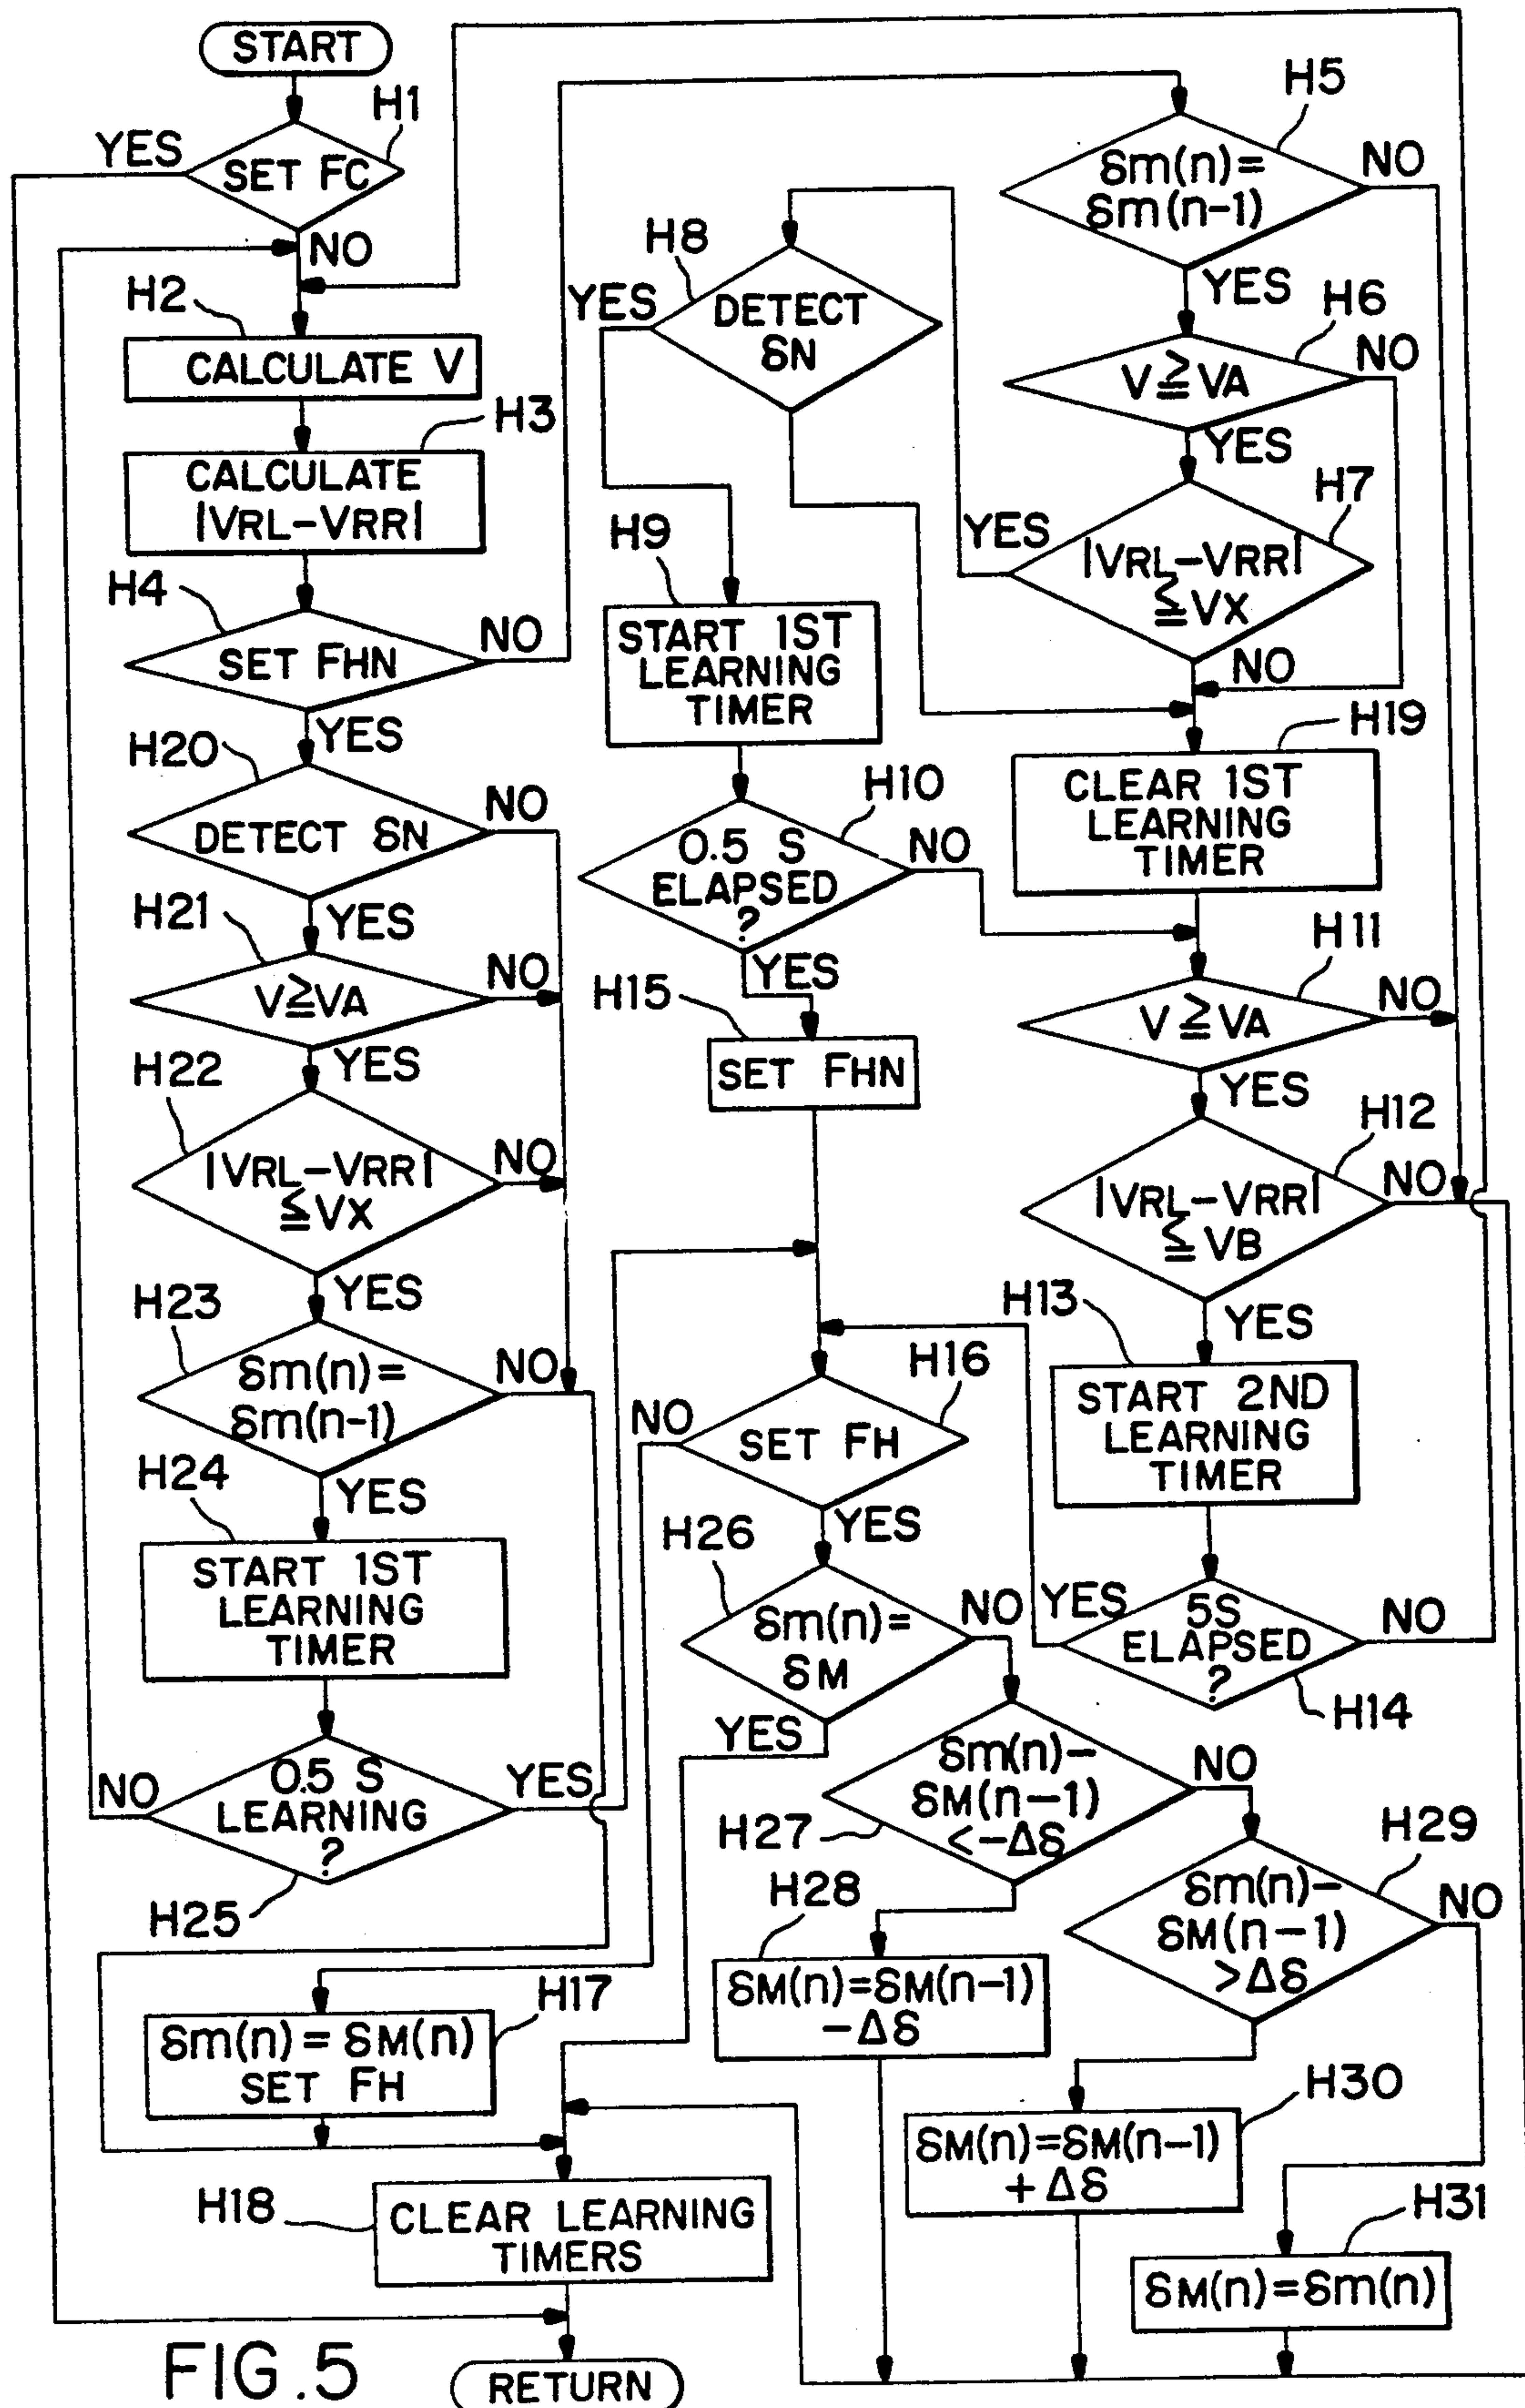 START
H1
YES
SET FC
NO
H2
CALCULATE V
H3
CALCULATE
|VRL-VRR|
H4
SET FHN
NO
YES
H20
DETECT δN
NO
YES
H21
V≧VA
NO
YES
H22
|VRL-VRR|
≦VX
NO
YES
H23
δm(n)=
δm(n-1)
NO
YES
H24
START 1ST
LEARNING
TIMER
0.5 S
LEARNING
?
NO
YES
H25
H17
δm(n)=δM(n)
SET FH
H18
CLEAR LEARNING
TIMERS
RETURN
H8
YES
DETECT
δN
H9
START 1ST
LEARNING
TIMER
H10
0.5 S
ELAPSED
?
NO
YES
H15
SET FHN
H16
NO
SET FH
YES
H26
δm(n)=
δM
NO
YES
H27
δm(n)-
δM(n-1)
<-Δδ
NO
H28
δM(n)=δM(n-1)
-Δδ
H5
δm(n)=
δm(n-1)
NO
YES
H6
V≧VA
NO
YES
H7
YES
|VRL-VRR|
≦VX
NO
H19
CLEAR 1ST
LEARNING
TIMER
H11
V≧VA
NO
YES
H12
|VRL-VRR|
≦VB
NO
H13
YES
START 2ND
LEARNING
TIMER
YES
5S
ELAPSED
?
NO
H14
H29
δm(n)-
δM(n-1)
>Δδ
NO
H30
δM(n)=δM(n-1)
+Δδ
H31
δM(n)=δm(n)
FIG.5